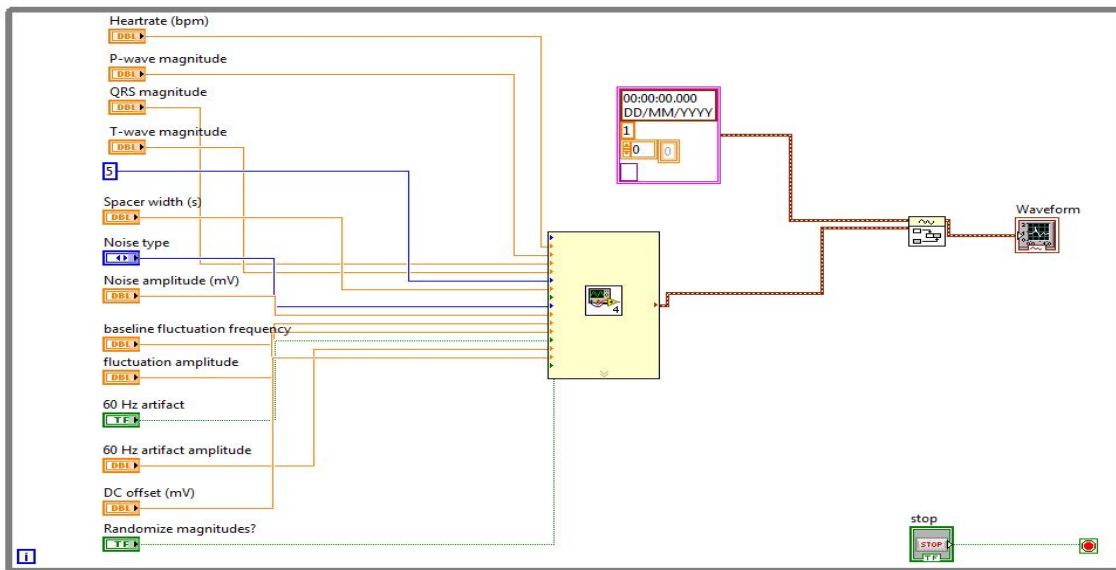 Heartrate (bpm)
DBL
P-wave magnitude
DBL
QRS magnitude
DBL
T-wave magnitude
DBL
5
Spacer width (s)
DBL
Noise type
Noise amplitude (mV)
DBL
baseline fluctuation frequency
DBL
fluctuation amplitude
DBL
60 Hz artifact
TF
60 Hz artifact amplitude
DBL
DC offset (mV)
DBL
Randomize magnitudes?
TF
i
4
00:00:00.000
DD/MM/YYYY
1
0 0
Waveform
stop
STOP
TF